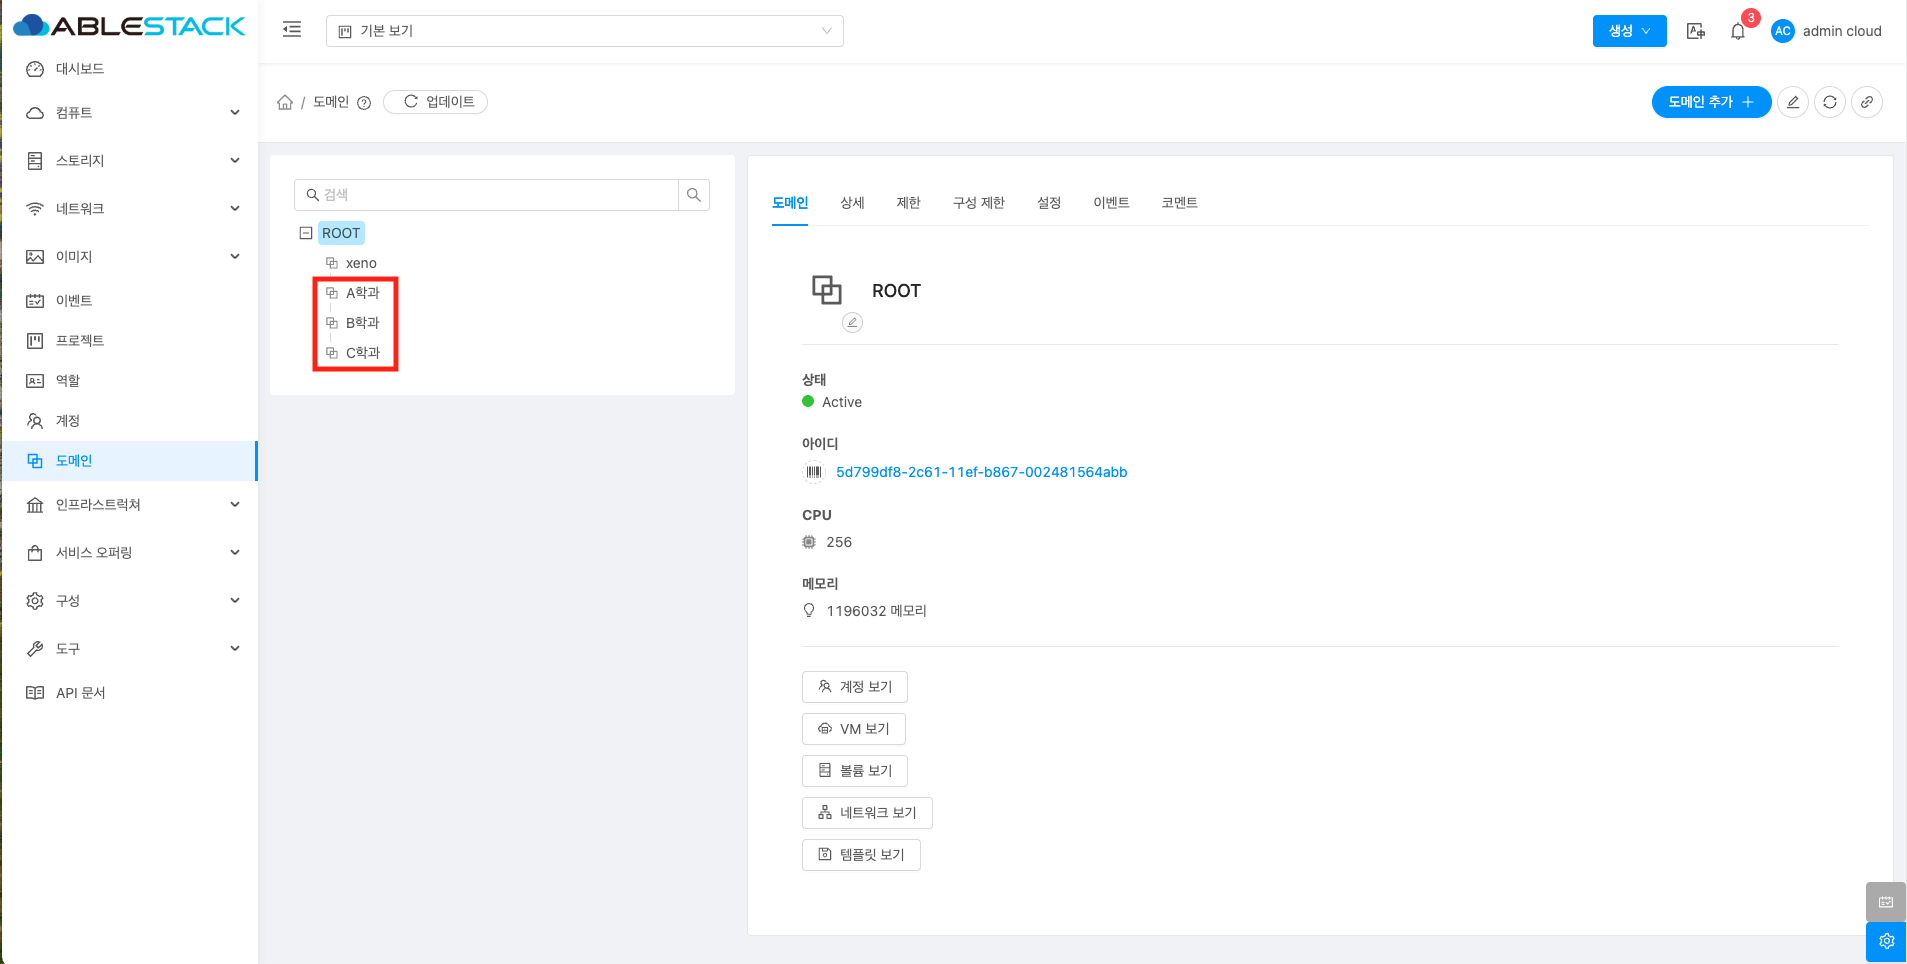 ABLESTACK
기본 보기
생성
3
AC
admin cloud
대시보드
컴퓨트
스토리지
네트워크
이미지
이벤트
프로젝트
역할
계정
도메인
인프라스트럭쳐
서비스 오퍼링
구성
도구
API 문서
/ 도메인
업데이트
도메인 추가
검색
ROOT
xeno
A학과
B학과
C학과
도메인 상세 제한 구성 제한 설정 이벤트 코멘트
ROOT
상태
Active
아이디
5d799df8-2c61-11ef-b867-002481564abb
CPU
256
메모리
1196032 메모리
계정 보기
VM 보기
볼륨 보기
네트워크 보기
템플릿 보기